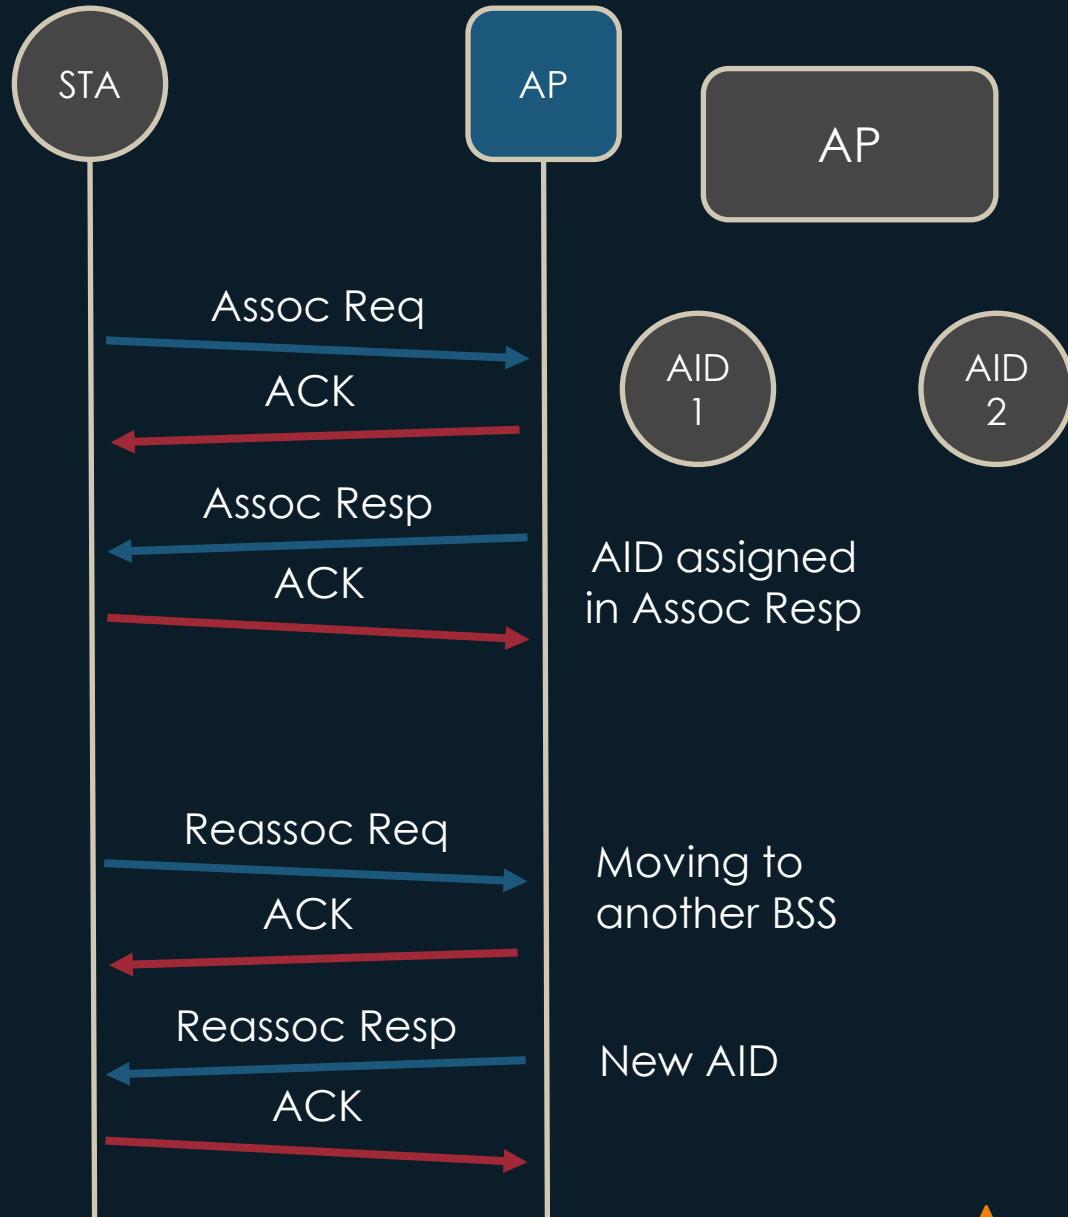 STA
AP
AP
Assoc Req
ACK
AID
1
AID
2
Assoc Resp
ACK
AID assigned
in Assoc Resp
Reassoc Req
ACK
Moving to
another BSS
Reassoc Resp
New AID
ACK